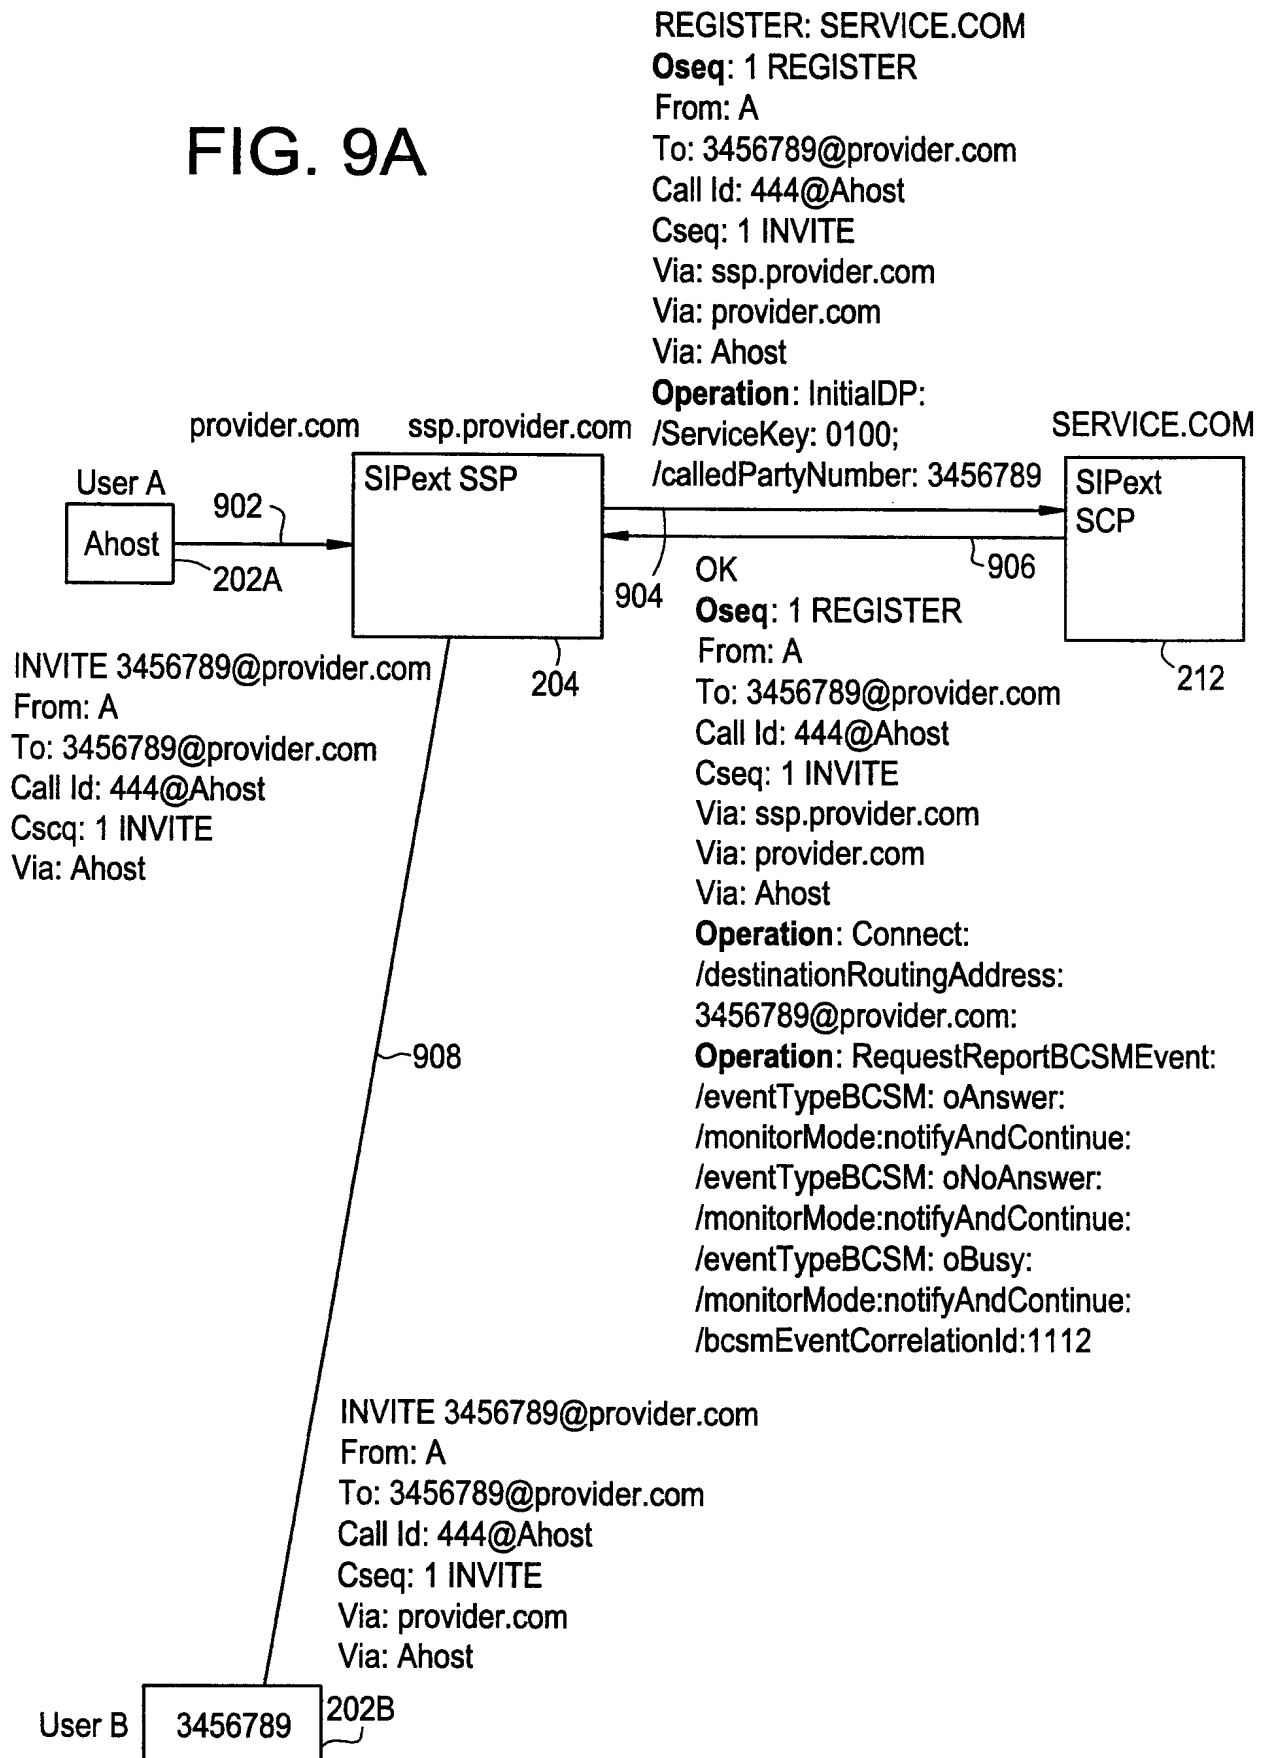 FIG. 9A
REGISTER: SERVICE.COM
Oseq: 1 REGISTER
From: A
To: 3456789@provider.com
Call Id: 444@Ahost
Cseq: 1 INVITE
Via: ssp.provider.com
Via: provider.com
Via: Ahost
Operation: InitialDP:
/ServiceKey: 0100;
/calledPartyNumber: 3456789
provider.com
ssp.provider.com
SERVICE.COM
User A
Ahost
202A
902
SIPext SSP
204
904
906
SIPext
SCP
212
INVITE 3456789@provider.com
From: A
To: 3456789@provider.com
Call Id: 444@Ahost
Cscq: 1 INVITE
Via: Ahost
OK
Oseq: 1 REGISTER
From: A
To: 3456789@provider.com
Call Id: 444@Ahost
Cseq: 1 INVITE
Via: ssp.provider.com
Via: provider.com
Via: Ahost
Operation: Connect:
/destinationRoutingAddress:
3456789@provider.com:
Operation: RequestReportBCSMEvent:
/eventTypeBCSM: oAnswer:
/monitorMode:notifyAndContinue:
/eventTypeBCSM: oNoAnswer:
/monitorMode:notifyAndContinue:
/eventTypeBCSM: oBusy:
/monitorMode:notifyAndContinue:
/bcsmEventCorrelationId:1112
908
INVITE 3456789@provider.com
From: A
To: 3456789@provider.com
Call Id: 444@Ahost
Cseq: 1 INVITE
Via: provider.com
Via: Ahost
User B
3456789
202B